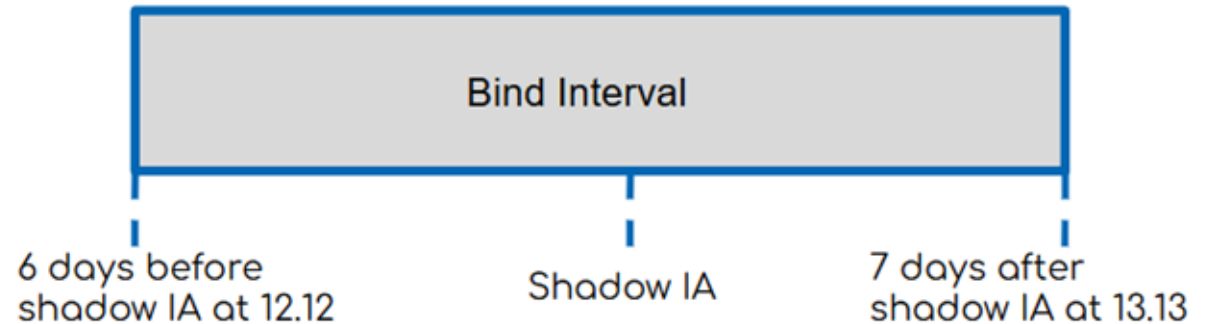 Bind Interval
6 days before
shadow IA at 12.12
Shadow IA
7 days after
shadow IA at 13.13